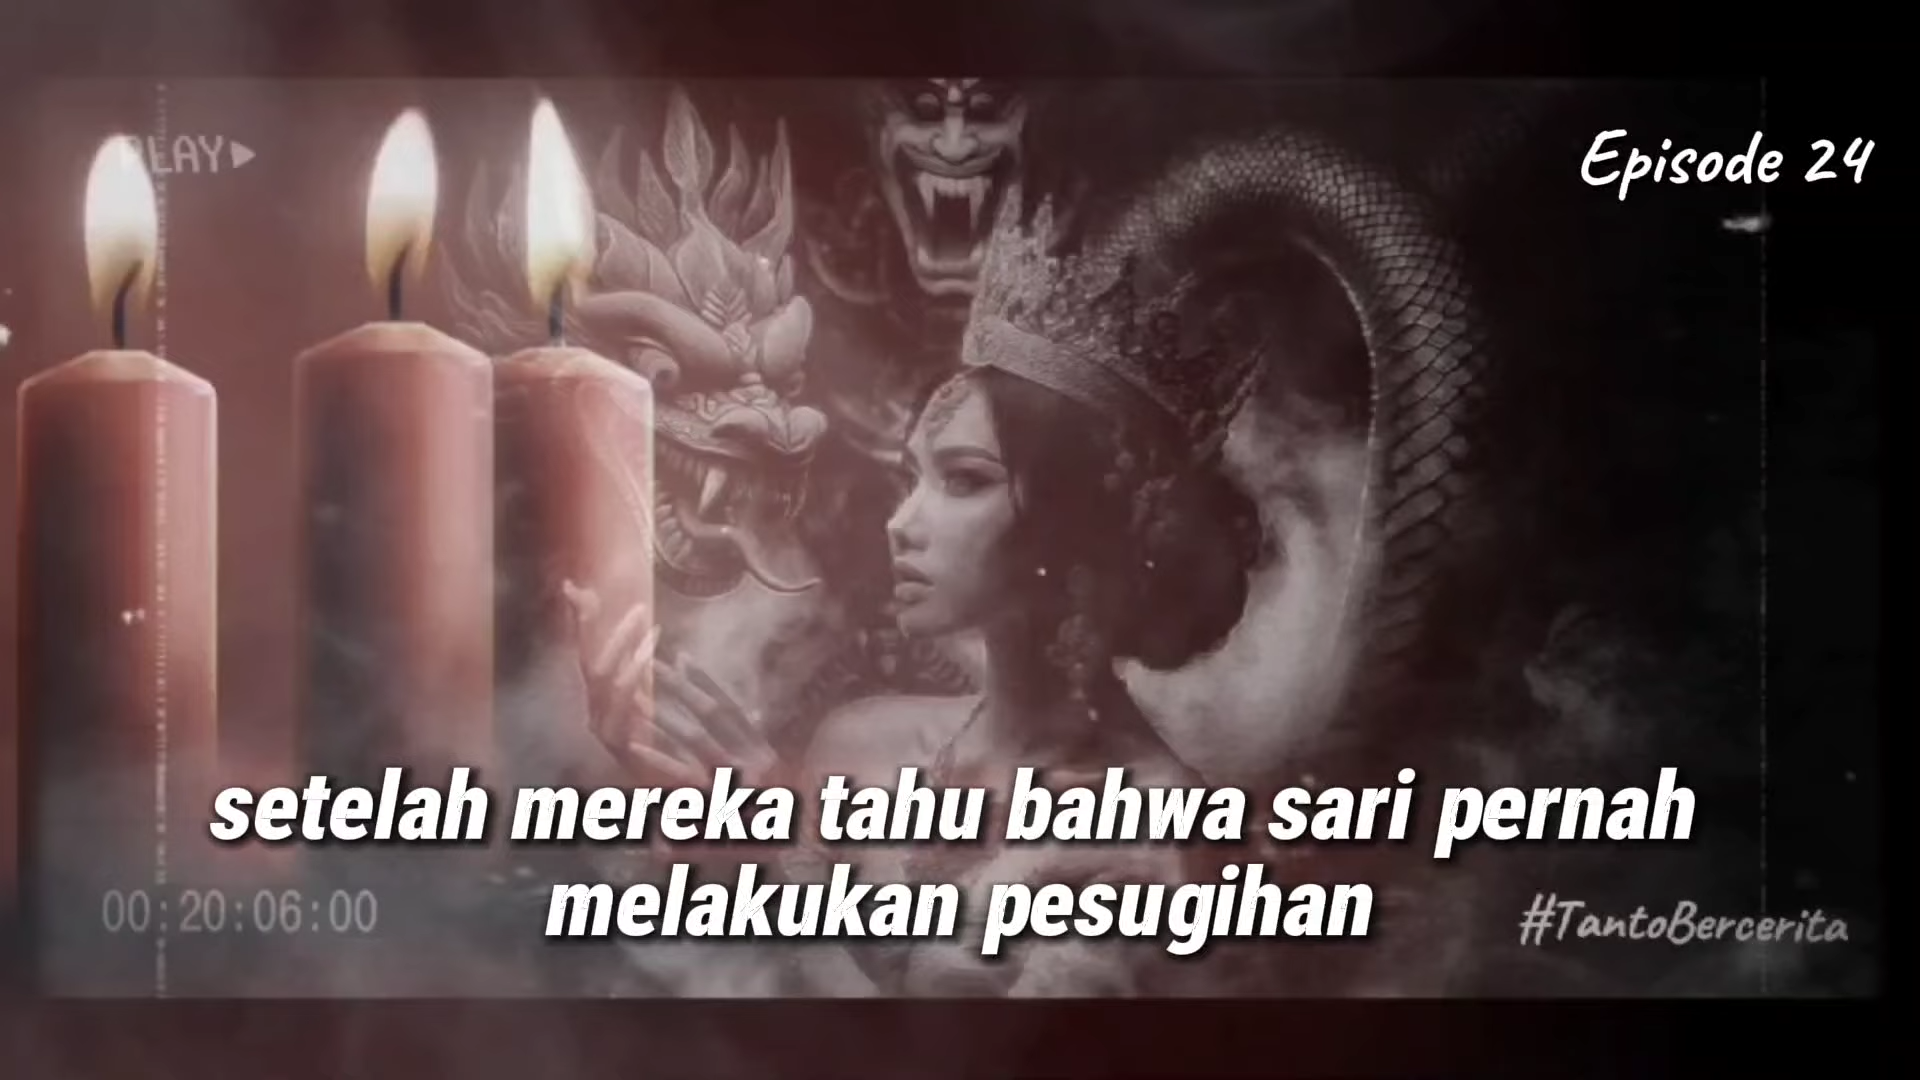 PLAY
Episode 24
setelah mereka tahu bahwa sari pernah
melakukan pesugihan
00:20:06:00
#TantoBercerita